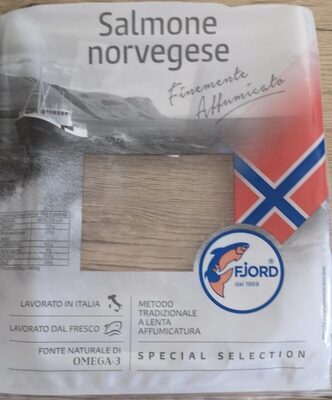 Salmone
norvegese
Finemente
Affumicato
FJORD®
dal 1969
LAVORATO IN ITALIA
LAVORATO DAL FRESCO
FONTE NATURALE DI
OMEGA-3
METODO
TRADIZIONALE
A LENTA
AFFUMICATURA
SPECIAL SELECTION